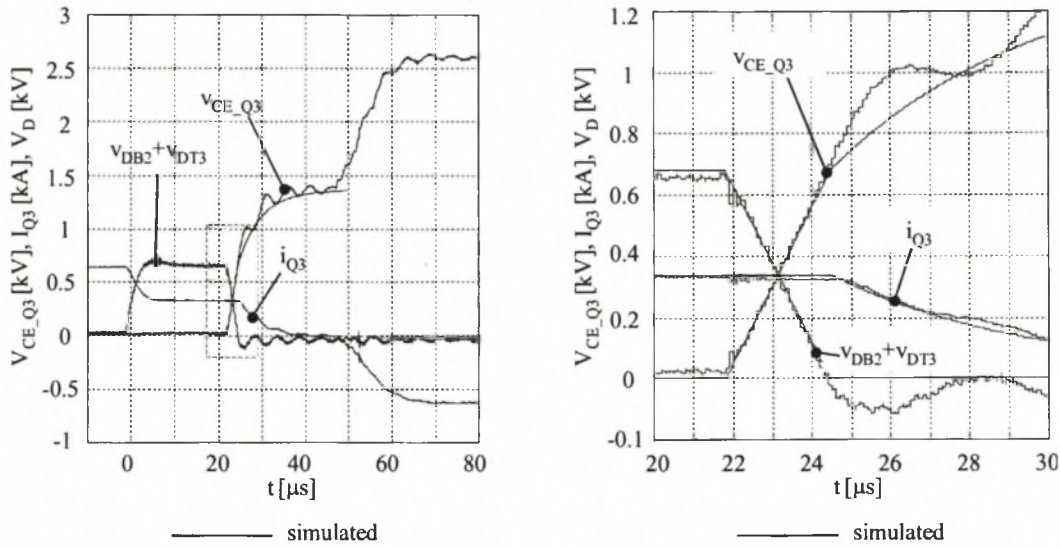 V_CE_Q3 [kV], I_Q3 [kA], V_D [kV]
3
2.5
2
1.5
1
0.5
0
-0.5
-1
v_CE_Q3
v_DB2+v_DT3
i_Q3
0 20 40 60 80
t [µs]
simulated
V_CE_Q3 [kV], I_Q3 [kA], V_D [kV]
1.2
1
0.8
0.6
0.4
0.2
0
-0.1
v_CE_Q3
i_Q3
v_DB2+v_DT3
20 22 24 26 28 30
t [µs]
simulated